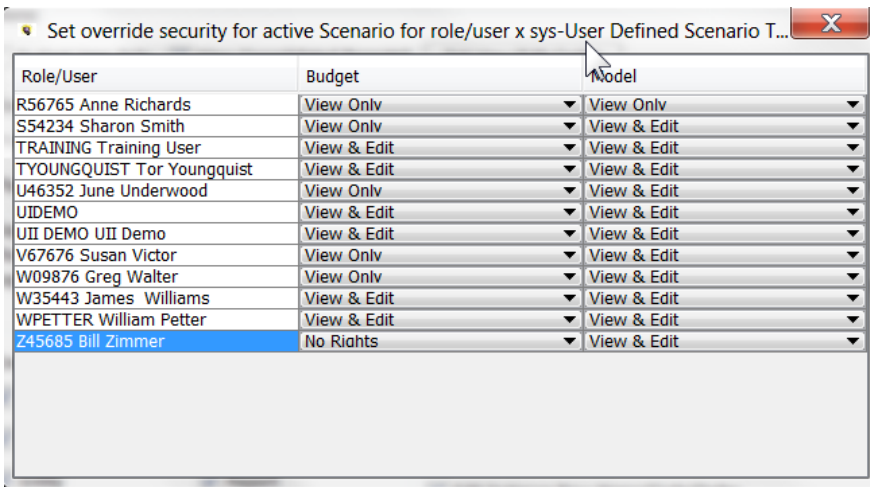 Set override security for active Scenario for role/user x sys-User Defined Scenario T...
Role/User Budget Model
R56765 Anne Richards View Only View Only
S54234 Sharon Smith View Only View & Edit
TRAINING Training User View & Edit View & Edit
TYOUNGQUIST Tor Youngquist View & Edit View & Edit
U46352 June Underwood View Only View & Edit
UIDEMO View & Edit View & Edit
UII DEMO UII Demo View & Edit View & Edit
V67676 Susan Victor View Only View & Edit
W09876 Greg Walter View Only View & Edit
W35443 James Williams View & Edit View & Edit
WPETTER William Petter View & Edit View & Edit
Z45685 Bill Zimmer No Rights View & Edit